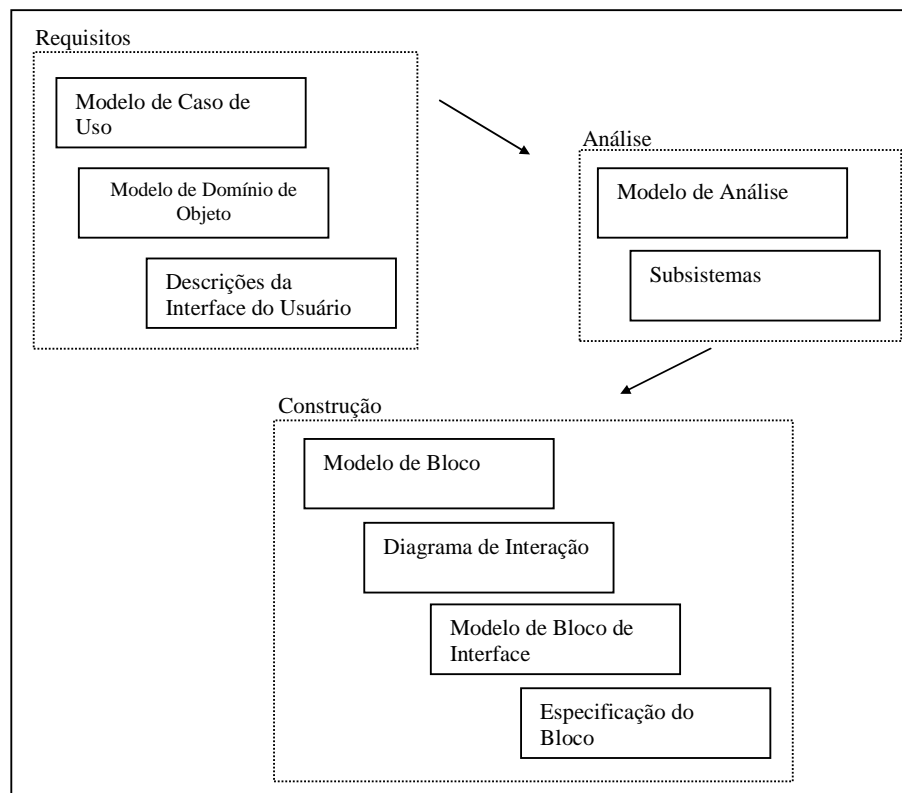 Requisitos
Modelo de Caso de
Uso
Modelo de Domínio de
Objeto
Descrições da
Interface do Usuário
Análise
Modelo de Análise
Subsistemas
Construção
Modelo de Bloco
Diagrama de Interação
Modelo de Bloco de
Interface
Especificação do
Bloco